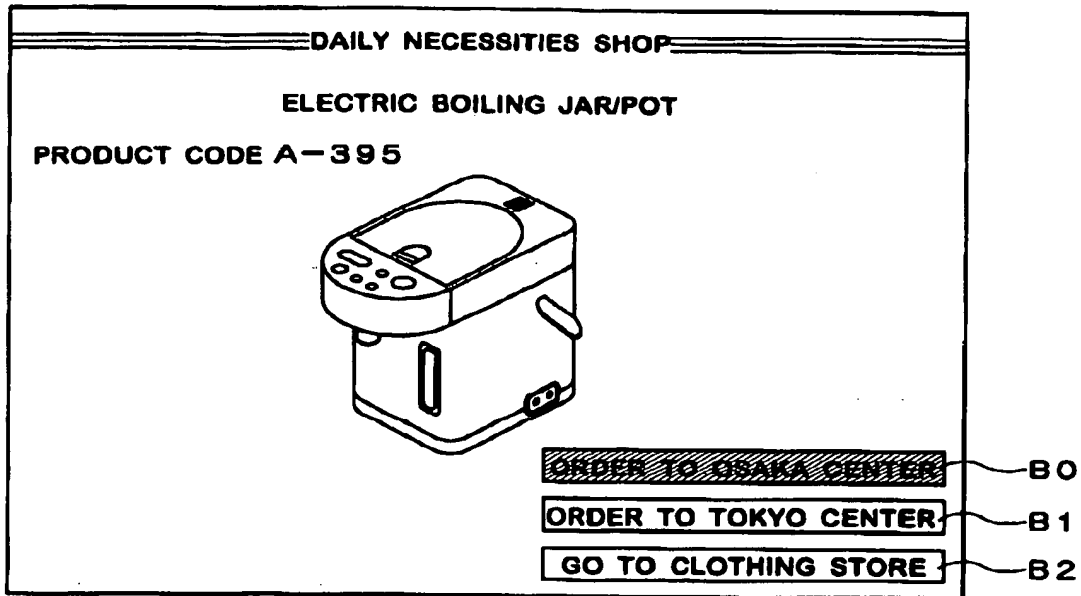 DAILY NECESSITIES SHOP
ELECTRIC BOILING JAR/POT
PRODUCT CODE A-395
ORDER TO OSAKA CENTER B0
ORDER TO TOKYO CENTER B1
GO TO CLOTHING STORE B2